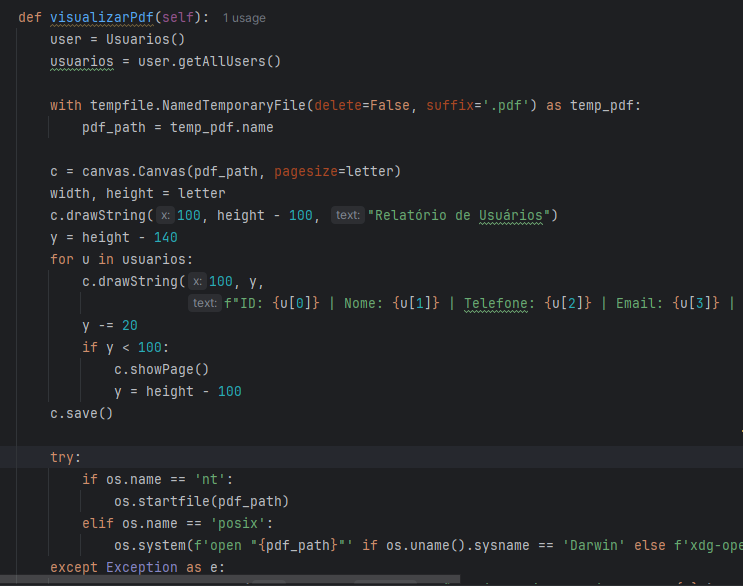 def visualizarPdf(self): 1 usage
user = Usuarios()
usuarios = user.getAllUsers()
with tempfile.NamedTemporaryFile(delete=False, suffix='.pdf') as temp_pdf:
pdf_path = temp_pdf.name
c = canvas.Canvas(pdf_path, pagesize=letter)
width, height = letter
c.drawString( x: 100, height - 100, text: "Relatório de Usuários")
y = height - 140
for u in usuarios:
c.drawString( x: 100, y,
text: f"ID: {u[0]} | Nome: {u[1]} | Telefone: {u[2]} | Email: {u[3]} |
y -= 20
if y < 100:
c.showPage()
y = height - 100
c.save()
try:
if os.name == 'nt':
os.startfile(pdf_path)
elif os.name == 'posix':
os.system(f'open "{pdf_path}"' if os.uname().sysname == 'Darwin' else f'xdg-ope
except Exception as e: